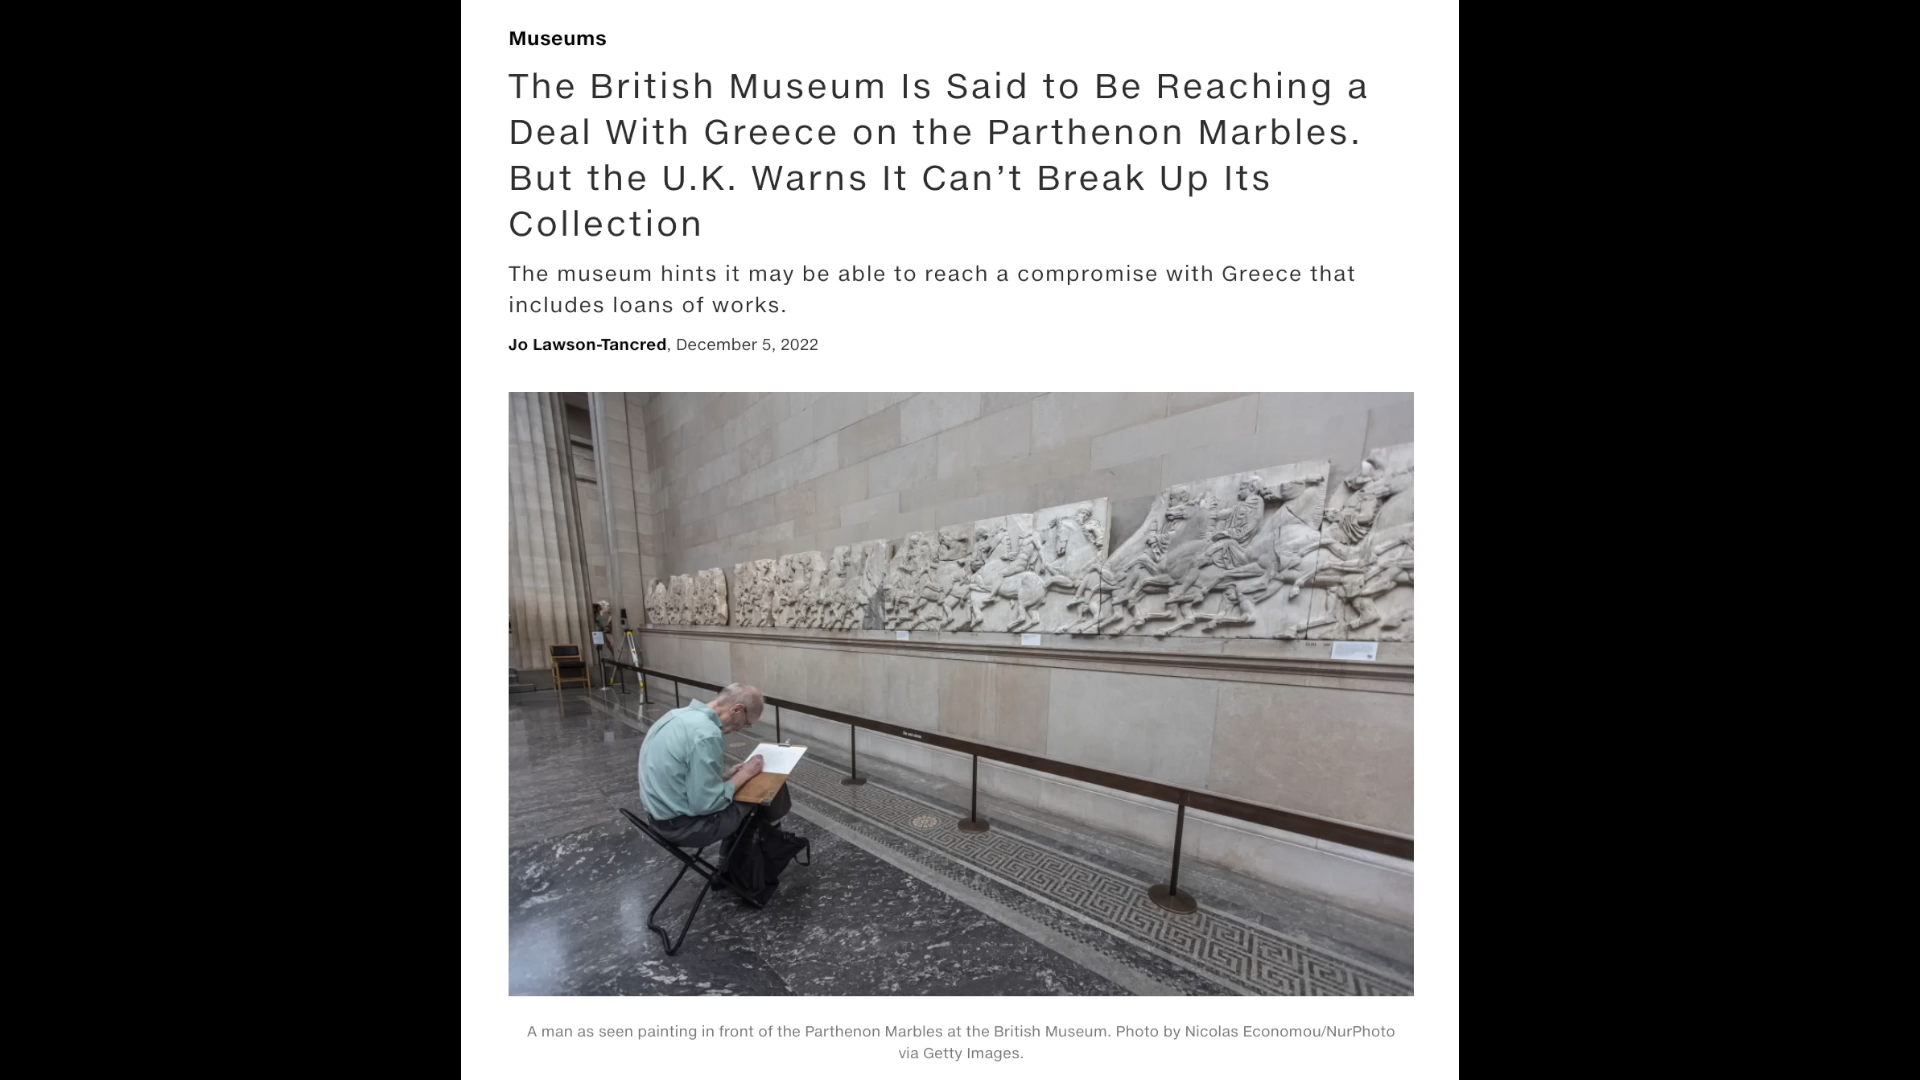 Museums
The British Museum Is Said to Be Reaching a
Deal With Greece on the Parthenon Marbles.
But the U.K. Warns It Can’t Break Up Its
Collection
The museum hints it may be able to reach a compromise with Greece that
includes loans of works.
Jo Lawson-Tancred, December 5, 2022
A man as seen painting in front of the Parthenon Marbles at the British Museum. Photo by Nicolas Economou/NurPhoto
via Getty Images.